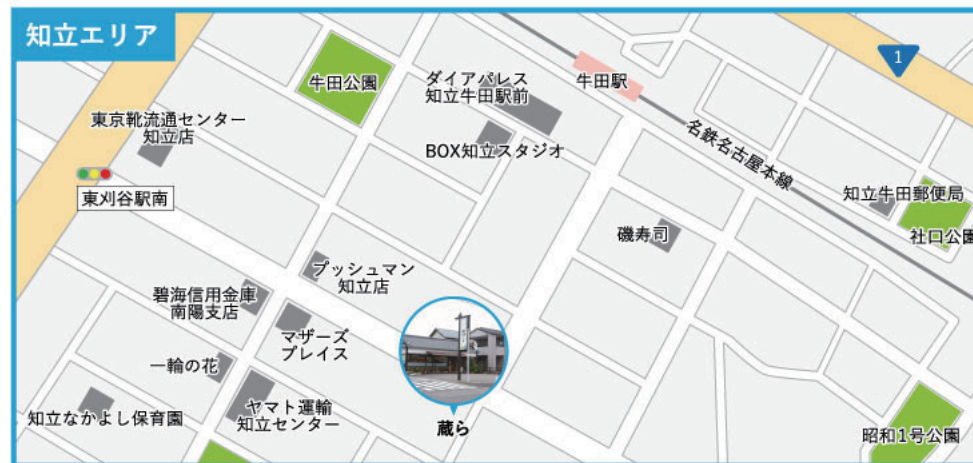 知立エリア
牛田公園
ダイアパレス
知立牛田駅前
牛田駅
1
東京靴流通センター
知立店
BOX知立スタジオ
名鉄名古屋本線
東刈谷駅南
知立牛田郵便局
社口公園
磯寿司
プッシュマン
知立店
碧海信用金庫
南陽支店
マザーズ
プレイス
一輪の花
知立なかよし保育園
ヤマト運輸
知立センター
蔵ら
昭和1号公園